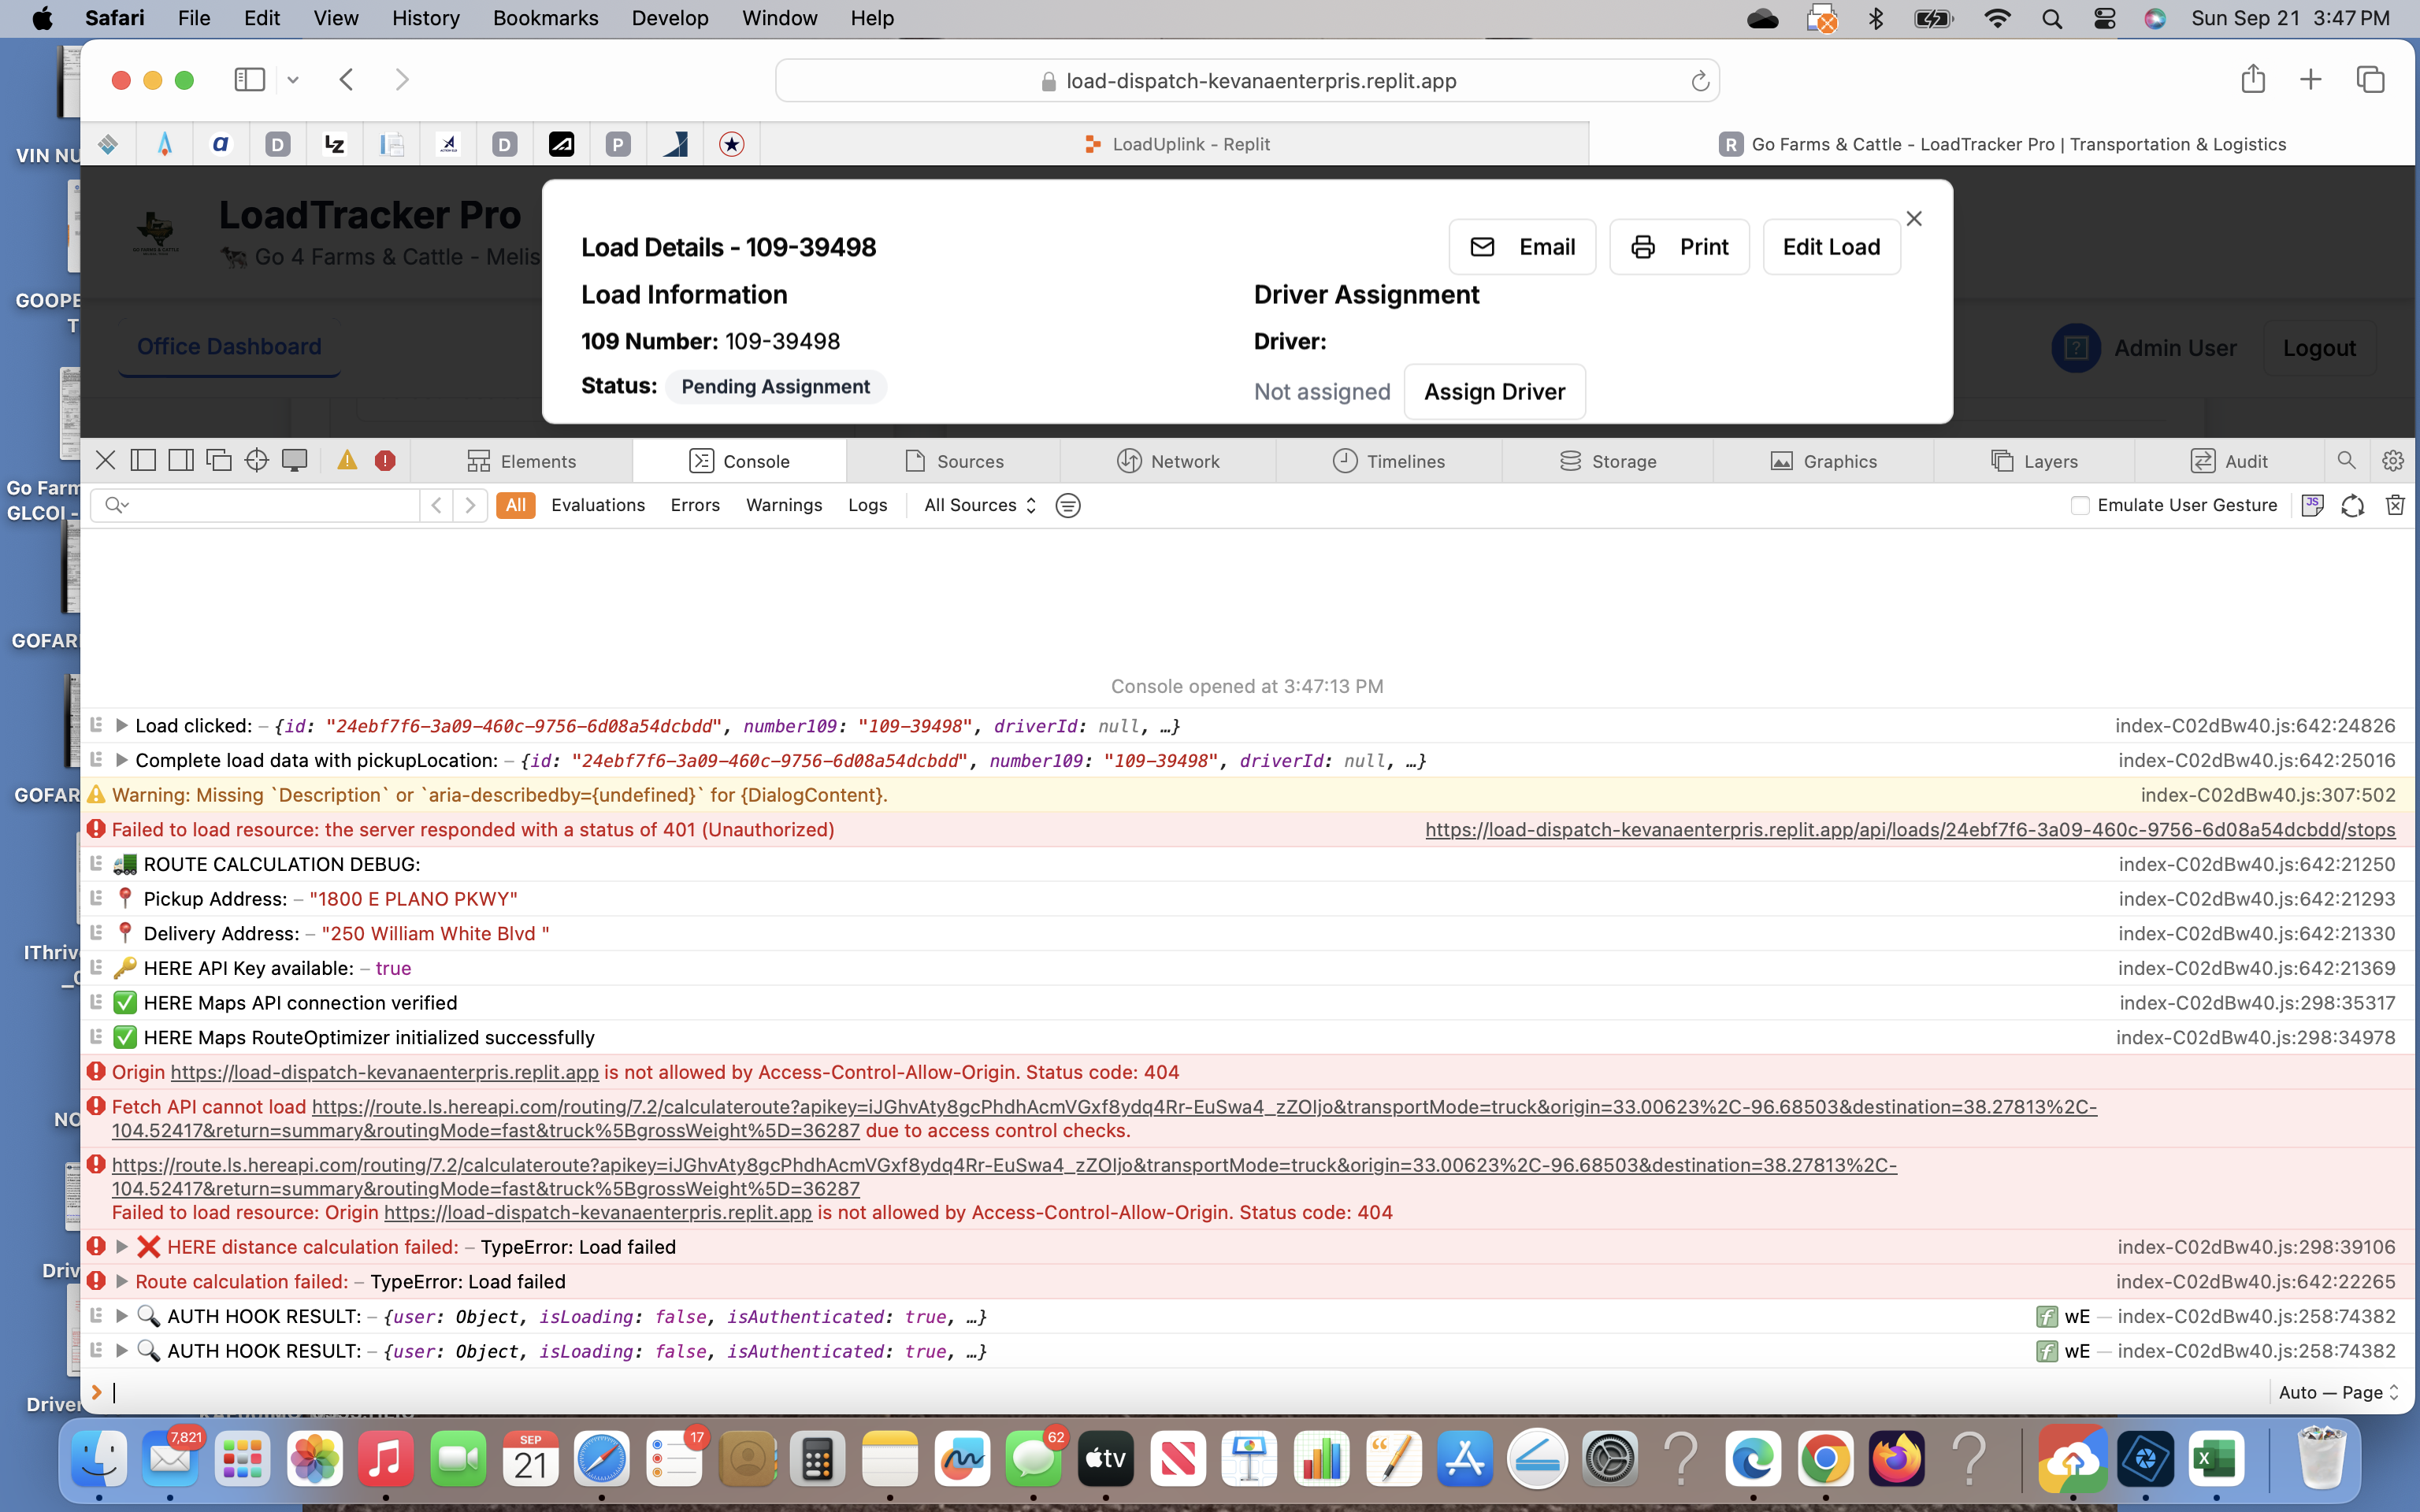 Safari File Edit View History Bookmarks Develop Window Help
Sun Sep 21 3:47 PM
load-dispatch-kevanaenterpris.replit.app
LoadUplink - Replit
R Go Farms & Cattle - LoadTracker Pro | Transportation & Logistics
LoadTracker Pro
Go 4 Farms & Cattle - Melis
Office Dashboard
Admin User
Logout
Load Details - 109-39498
Email
Print
Edit Load
Load Information
109 Number: 109-39498
Status: Pending Assignment
Driver Assignment
Driver:
Not assigned
Assign Driver
Elements Console Sources Network Timelines Storage Graphics Layers Audit
All Evaluations Errors Warnings Logs All Sources
Emulate User Gesture
Console opened at 3:47:13 PM
Load clicked: – {id: "24ebf7f6-3a09-460c-9756-6d08a54dcbdd", number109: "109-39498", driverId: null, …}
index-C02dBw40.js:642:24826
Complete load data with pickupLocation: – {id: "24ebf7f6-3a09-460c-9756-6d08a54dcbdd", number109: "109-39498", driverId: null, …}
index-C02dBw40.js:642:25016
Warning: Missing `Description` or `aria-describedby={undefined}` for {DialogContent}.
index-C02dBw40.js:307:502
Failed to load resource: the server responded with a status of 401 (Unauthorized)
https://load-dispatch-kevanaenterpris.replit.app/api/loads/24ebf7f6-3a09-460c-9756-6d08a54dcbdd/stops
🚛 ROUTE CALCULATION DEBUG:
index-C02dBw40.js:642:21250
📍 Pickup Address: – "1800 E PLANO PKWY"
index-C02dBw40.js:642:21293
📍 Delivery Address: – "250 William White Blvd "
index-C02dBw40.js:642:21330
🔑 HERE API Key available: – true
index-C02dBw40.js:642:21369
✅ HERE Maps API connection verified
index-C02dBw40.js:298:35317
✅ HERE Maps RouteOptimizer initialized successfully
index-C02dBw40.js:298:34978
Origin https://load-dispatch-kevanaenterpris.replit.app is not allowed by Access-Control-Allow-Origin. Status code: 404
Fetch API cannot load https://route.ls.hereapi.com/routing/7.2/calculateroute?apikey=iJGhvAty8gcPhdhAcmVGxf8ydq4Rr-EuSwa4_zZOljo&transportMode=truck&origin=33.00623%2C-96.68503&destination=38.27813%2C-
104.52417&return=summary&routingMode=fast&truck%5BgrossWeight%5D=36287 due to access control checks.
https://route.ls.hereapi.com/routing/7.2/calculateroute?apikey=iJGhvAty8gcPhdhAcmVGxf8ydq4Rr-EuSwa4_zZOljo&transportMode=truck&origin=33.00623%2C-96.68503&destination=38.27813%2C-
104.52417&return=summary&routingMode=fast&truck%5BgrossWeight%5D=36287
Failed to load resource: Origin https://load-dispatch-kevanaenterpris.replit.app is not allowed by Access-Control-Allow-Origin. Status code: 404
❌ HERE distance calculation failed: – TypeError: Load failed
index-C02dBw40.js:298:39106
Route calculation failed: – TypeError: Load failed
index-C02dBw40.js:642:22265
🔍 AUTH HOOK RESULT: – {user: Object, isLoading: false, isAuthenticated: true, …}
f wE — index-C02dBw40.js:258:74382
🔍 AUTH HOOK RESULT: – {user: Object, isLoading: false, isAuthenticated: true, …}
f wE — index-C02dBw40.js:258:74382
Auto — Page
VIN NU
GOOPE
T
Go Farm
GLCOI -
GOFAR
GOFAR
IThriv
NO
Driv
Driver
7,821
SEP
21
17
62
tv